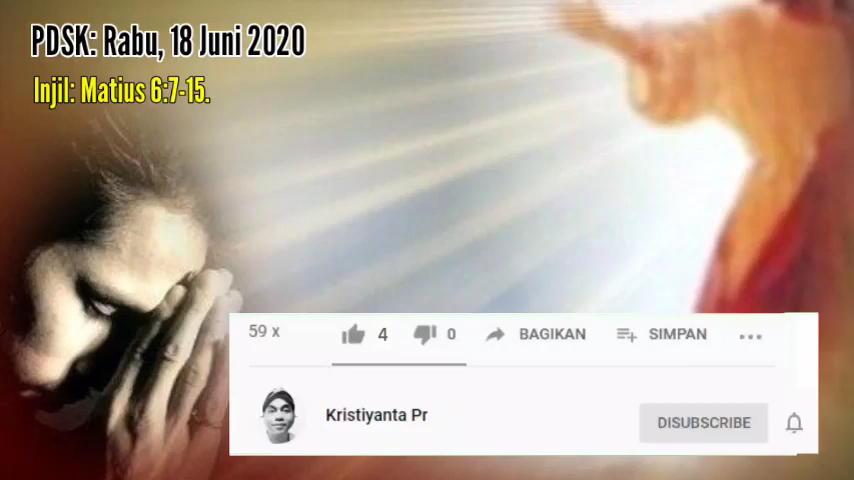 PDSK: Rabu, 18 Juni 2020
Injil: Matius 6:7-15.
59 x 4 0 BAGIKAN SIMPAN
Kristiyanta Pr DISUBSCRIBE